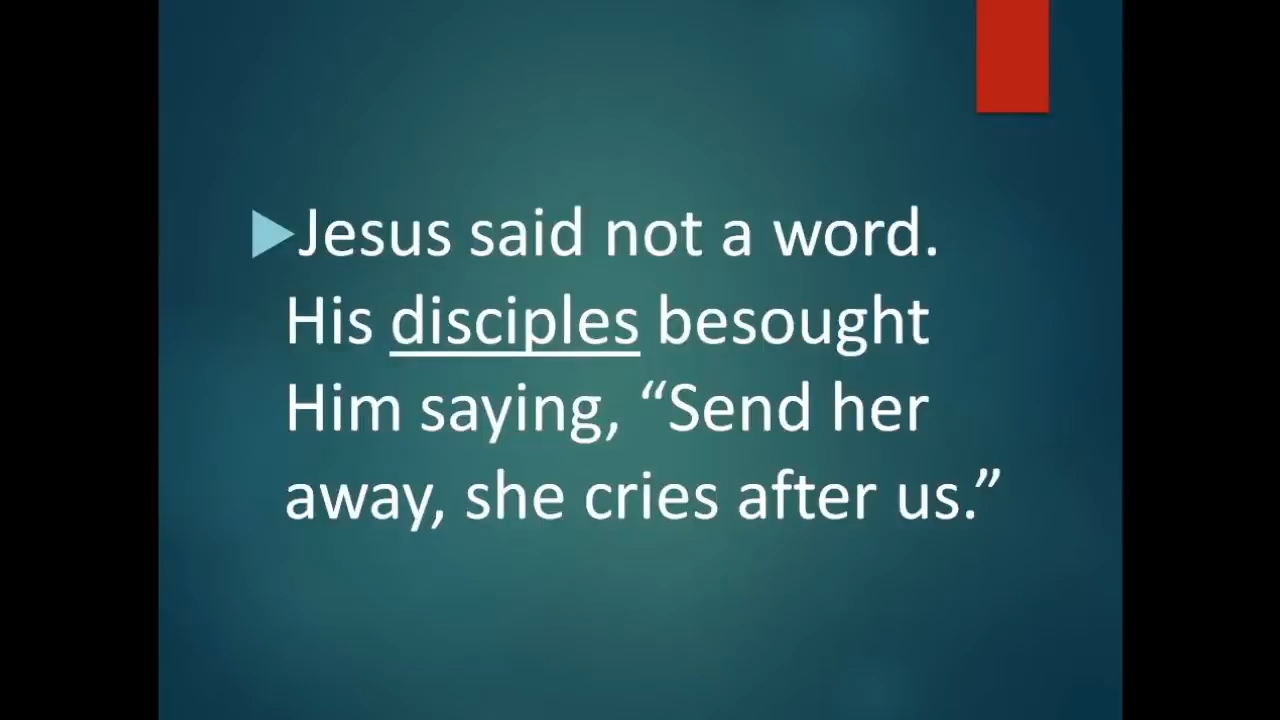 Jesus said not a word.
His disciples besought
Him saying, “Send her
away, she cries after us.”